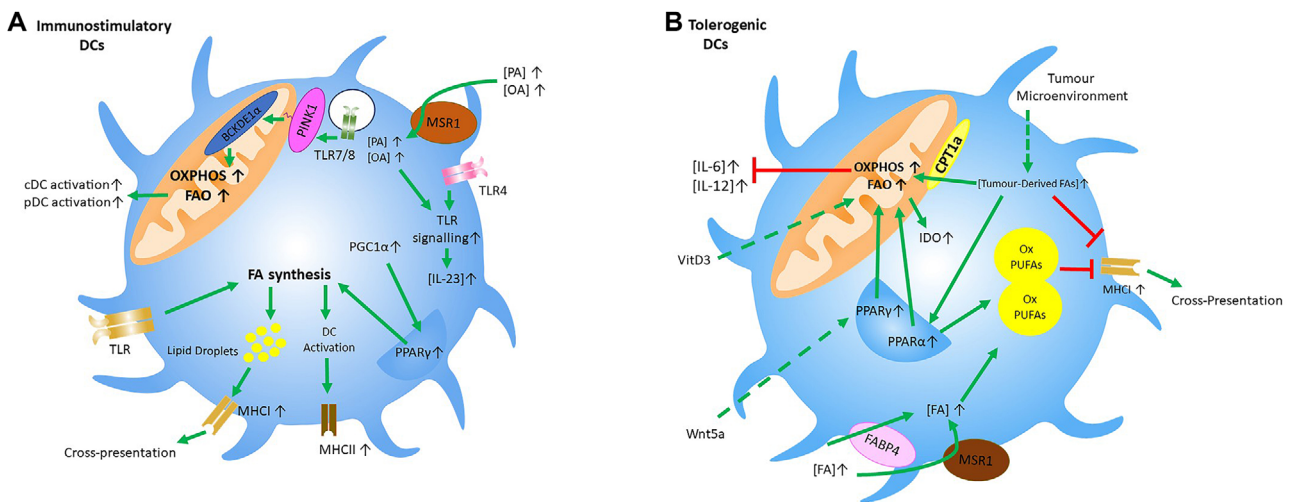 A
Immunostimulatory
DCs
[PA] ↑
[OA] ↑
MSR1
BCKDE1α
PINK1
TLR7/8
[PA] ↑
[OA] ↑
OXPHOS ↑
FAO ↑
cDC activation↑
pDC activation↑
TLR4
TLR
signalling↑
[IL-23]↑
PGC1α↑
FA synthesis
TLR
Lipid Droplets
DC
Activation
PPARγ↑
MHCI ↑
Cross-presentation
MHCII ↑
B
Tolerogenic
DCs
Tumour
Microenvironment
CPT1a
[IL-6]↑
[IL-12]↑
OXPHOS ↑
FAO ↑
[Tumour-Derived FAs]↑
IDO↑
VitD3
Ox
PUFAs
Ox
PUFAs
MHCI ↑
Cross-Presentation
PPARγ↑
PPARα↑
Wnt5a
[FA] ↑
FABP4
[FA]↑
MSR1